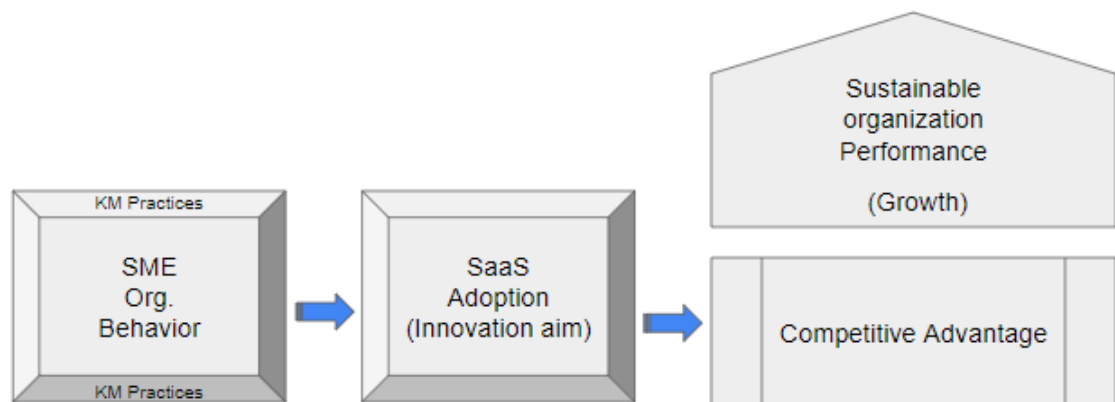 KM Practices
SME
Org.
Behavior
KM Practices
SaaS
Adoption
(Innovation aim)
Sustainable
organization
Performance
(Growth)
Competitive Advantage